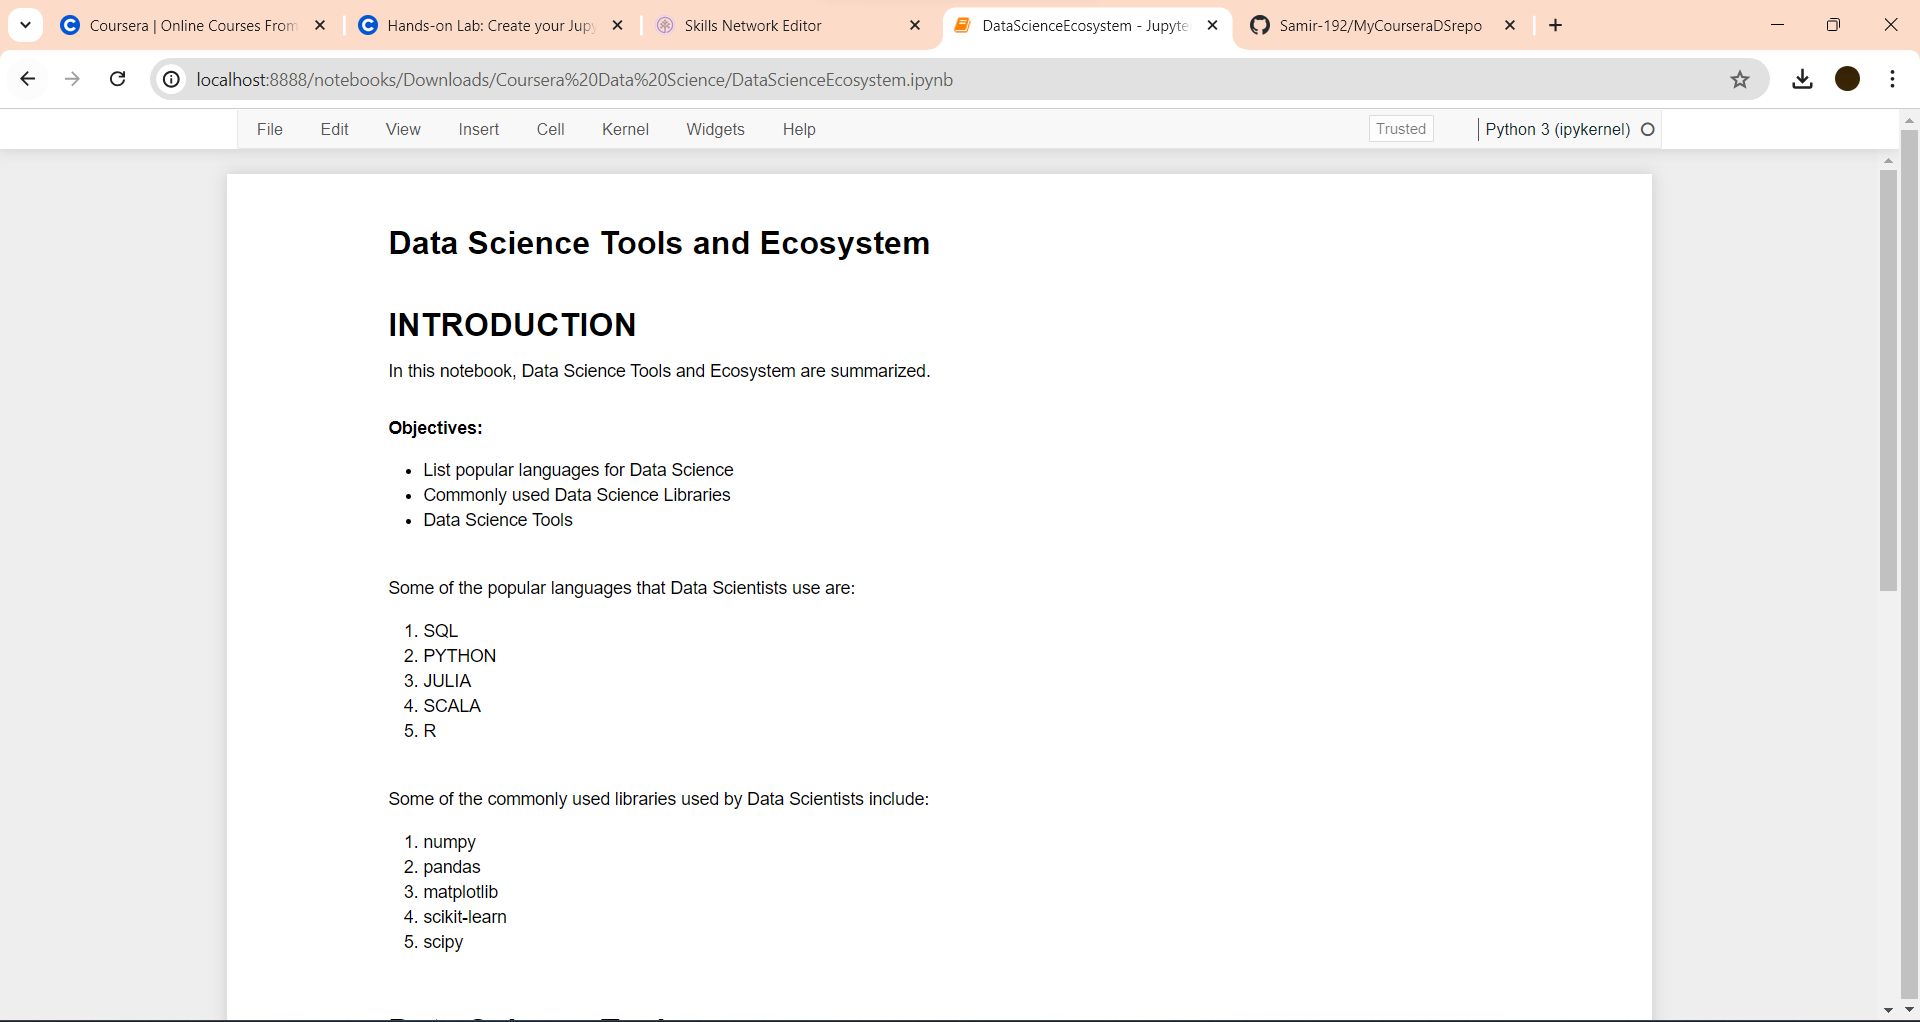 Coursera | Online Courses From
Hands-on Lab: Create your Jupy
Skills Network Editor
DataScienceEcosystem - Jupyte
Samir-192/MyCourseraDSrepo
localhost:8888/notebooks/Downloads/Coursera%20Data%20Science/DataScienceEcosystem.ipynb
File Edit View Insert Cell Kernel Widgets Help Trusted Python 3 (ipykernel)
Data Science Tools and Ecosystem
INTRODUCTION
In this notebook, Data Science Tools and Ecosystem are summarized.
Objectives:
• List popular languages for Data Science
• Commonly used Data Science Libraries
• Data Science Tools
Some of the popular languages that Data Scientists use are:
1. SQL
2. PYTHON
3. JULIA
4. SCALA
5. R
Some of the commonly used libraries used by Data Scientists include:
1. numpy
2. pandas
3. matplotlib
4. scikit-learn
5. scipy